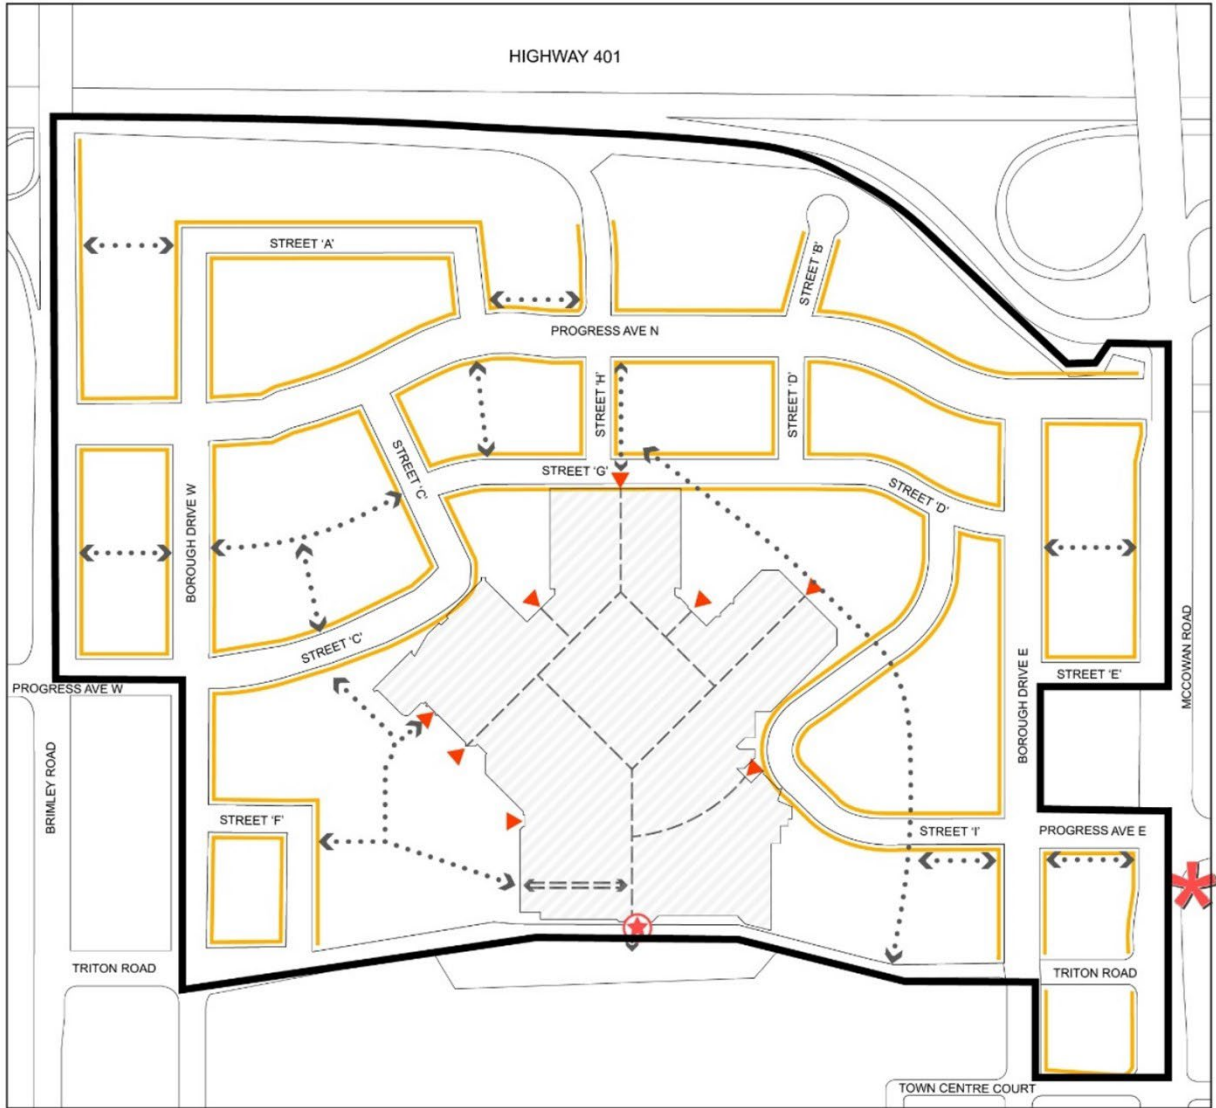 HIGHWAY 401
STREET 'A'
STREET 'B'
PROGRESS AVE N
STREET 'H'
STREET 'D'
STREET 'C'
STREET 'G'
STREET 'D'
BOROUGH DRIVE W
STREET 'C'
PROGRESS AVE W
STREET 'E'
MCCOWAN ROAD
BOROUGH DRIVE E
BRIMLEY ROAD
STREET 'F'
STREET 'I'
PROGRESS AVE E
TRITON ROAD
TRITON ROAD
TOWN CENTRE COURT